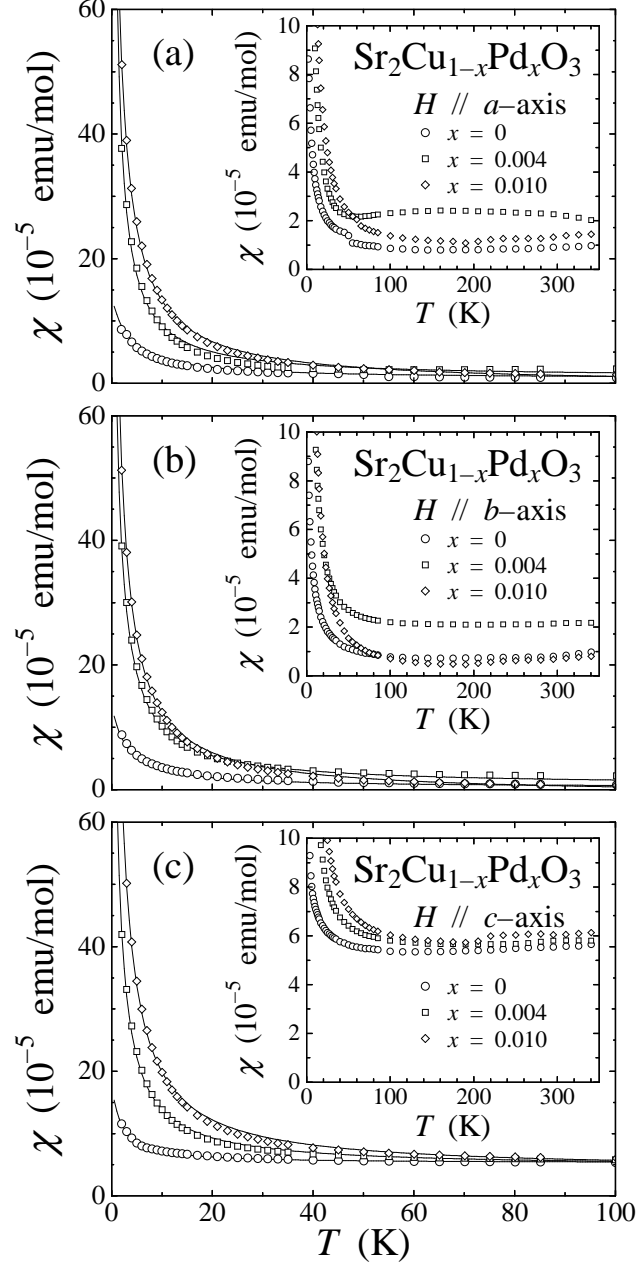 60
40
20
0
χ (10⁻⁵ emu/mol)
(a)
10
8
6
4
2
0
χ (10⁻⁵ emu/mol)
Sr₂Cu₁₋ₓPdₓO₃
H // a–axis
x = 0
x = 0.004
x = 0.010
0 100 200 300
T (K)
60
40
20
0
χ (10⁻⁵ emu/mol)
(b)
10
8
6
4
2
0
χ (10⁻⁵ emu/mol)
Sr₂Cu₁₋ₓPdₓO₃
H // b–axis
x = 0
x = 0.004
x = 0.010
0 100 200 300
T (K)
60
40
20
0
χ (10⁻⁵ emu/mol)
(c)
10
8
6
4
2
0
χ (10⁻⁵ emu/mol)
Sr₂Cu₁₋ₓPdₓO₃
H // c–axis
x = 0
x = 0.004
x = 0.010
0 100 200 300
T (K)
0 20 40 60 80 100
T (K)